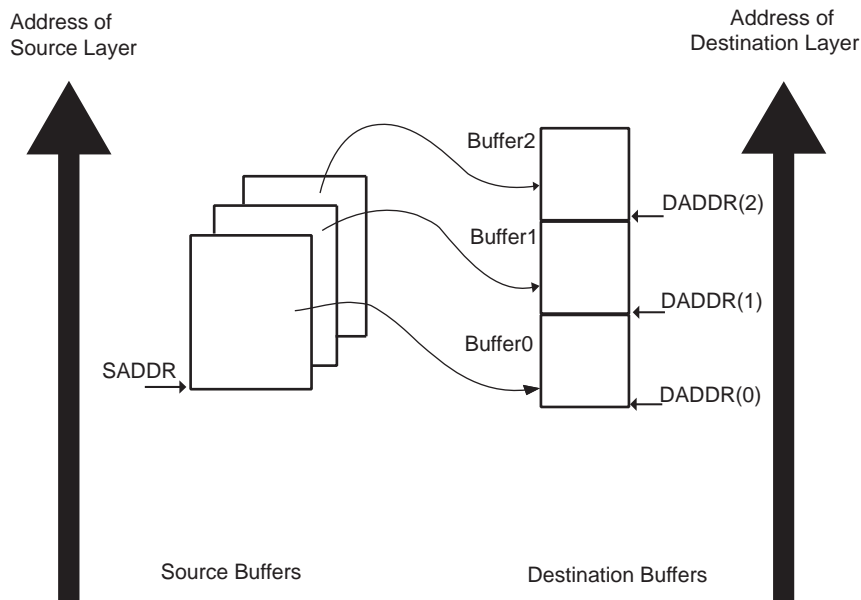 Address of
Source Layer
Address of
Destination Layer
Buffer2
DADDR(2)
Buffer1
DADDR(1)
Buffer0
SADDR
DADDR(0)
Source Buffers
Destination Buffers